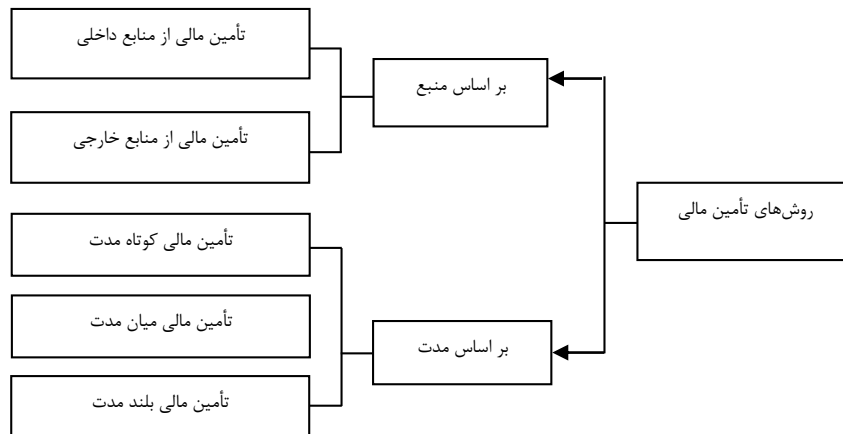 روش‌های تأمین مالی
بر اساس منبع
تأمین مالی از منابع داخلی
تأمین مالی از منابع خارجی
بر اساس مدت
تأمین مالی کوتاه مدت
تأمین مالی میان مدت
تأمین مالی بلند مدت